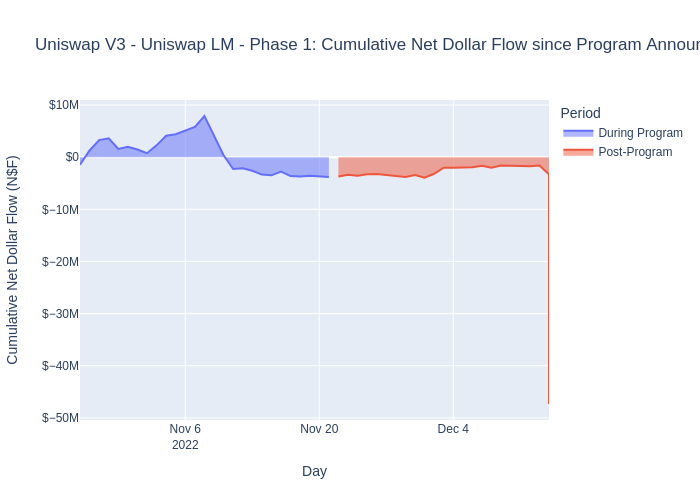 Uniswap V3 - Uniswap LM - Phase 1: Cumulative Net Dollar Flow since Program Announ
Period
During Program
Post-Program
Cumulative Net Dollar Flow (N$F)
$10M
$0
$−10M
$−20M
$−30M
$−40M
$−50M
Nov 6
2022
Nov 20
Dec 4
Day